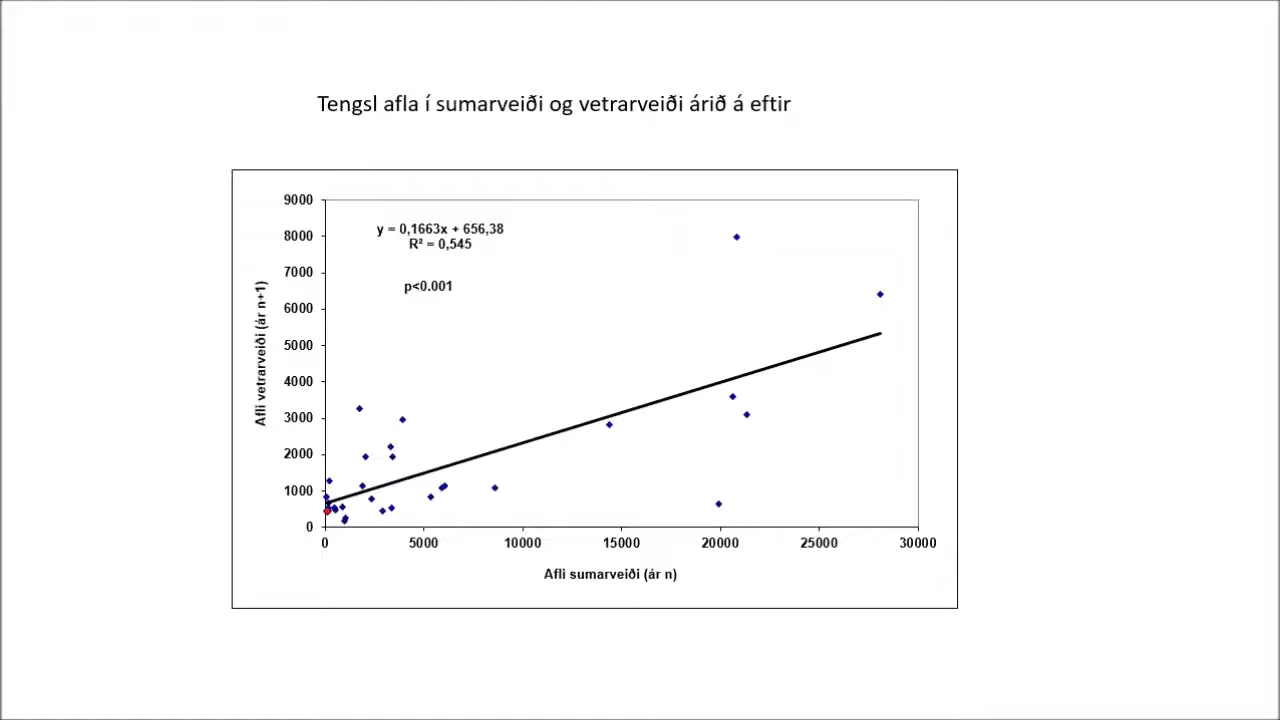 Tengsl afla í sumarveiði og vetrarveiði árið á eftir
9000
8000
7000
6000
5000
4000
3000
2000
1000
0
y = 0,1663x + 656,38
R² = 0,545
p<0.001
Afli vetrarveiði (ár n+1)
0 5000 10000 15000 20000 25000 30000
Afli sumarveiði (ár n)